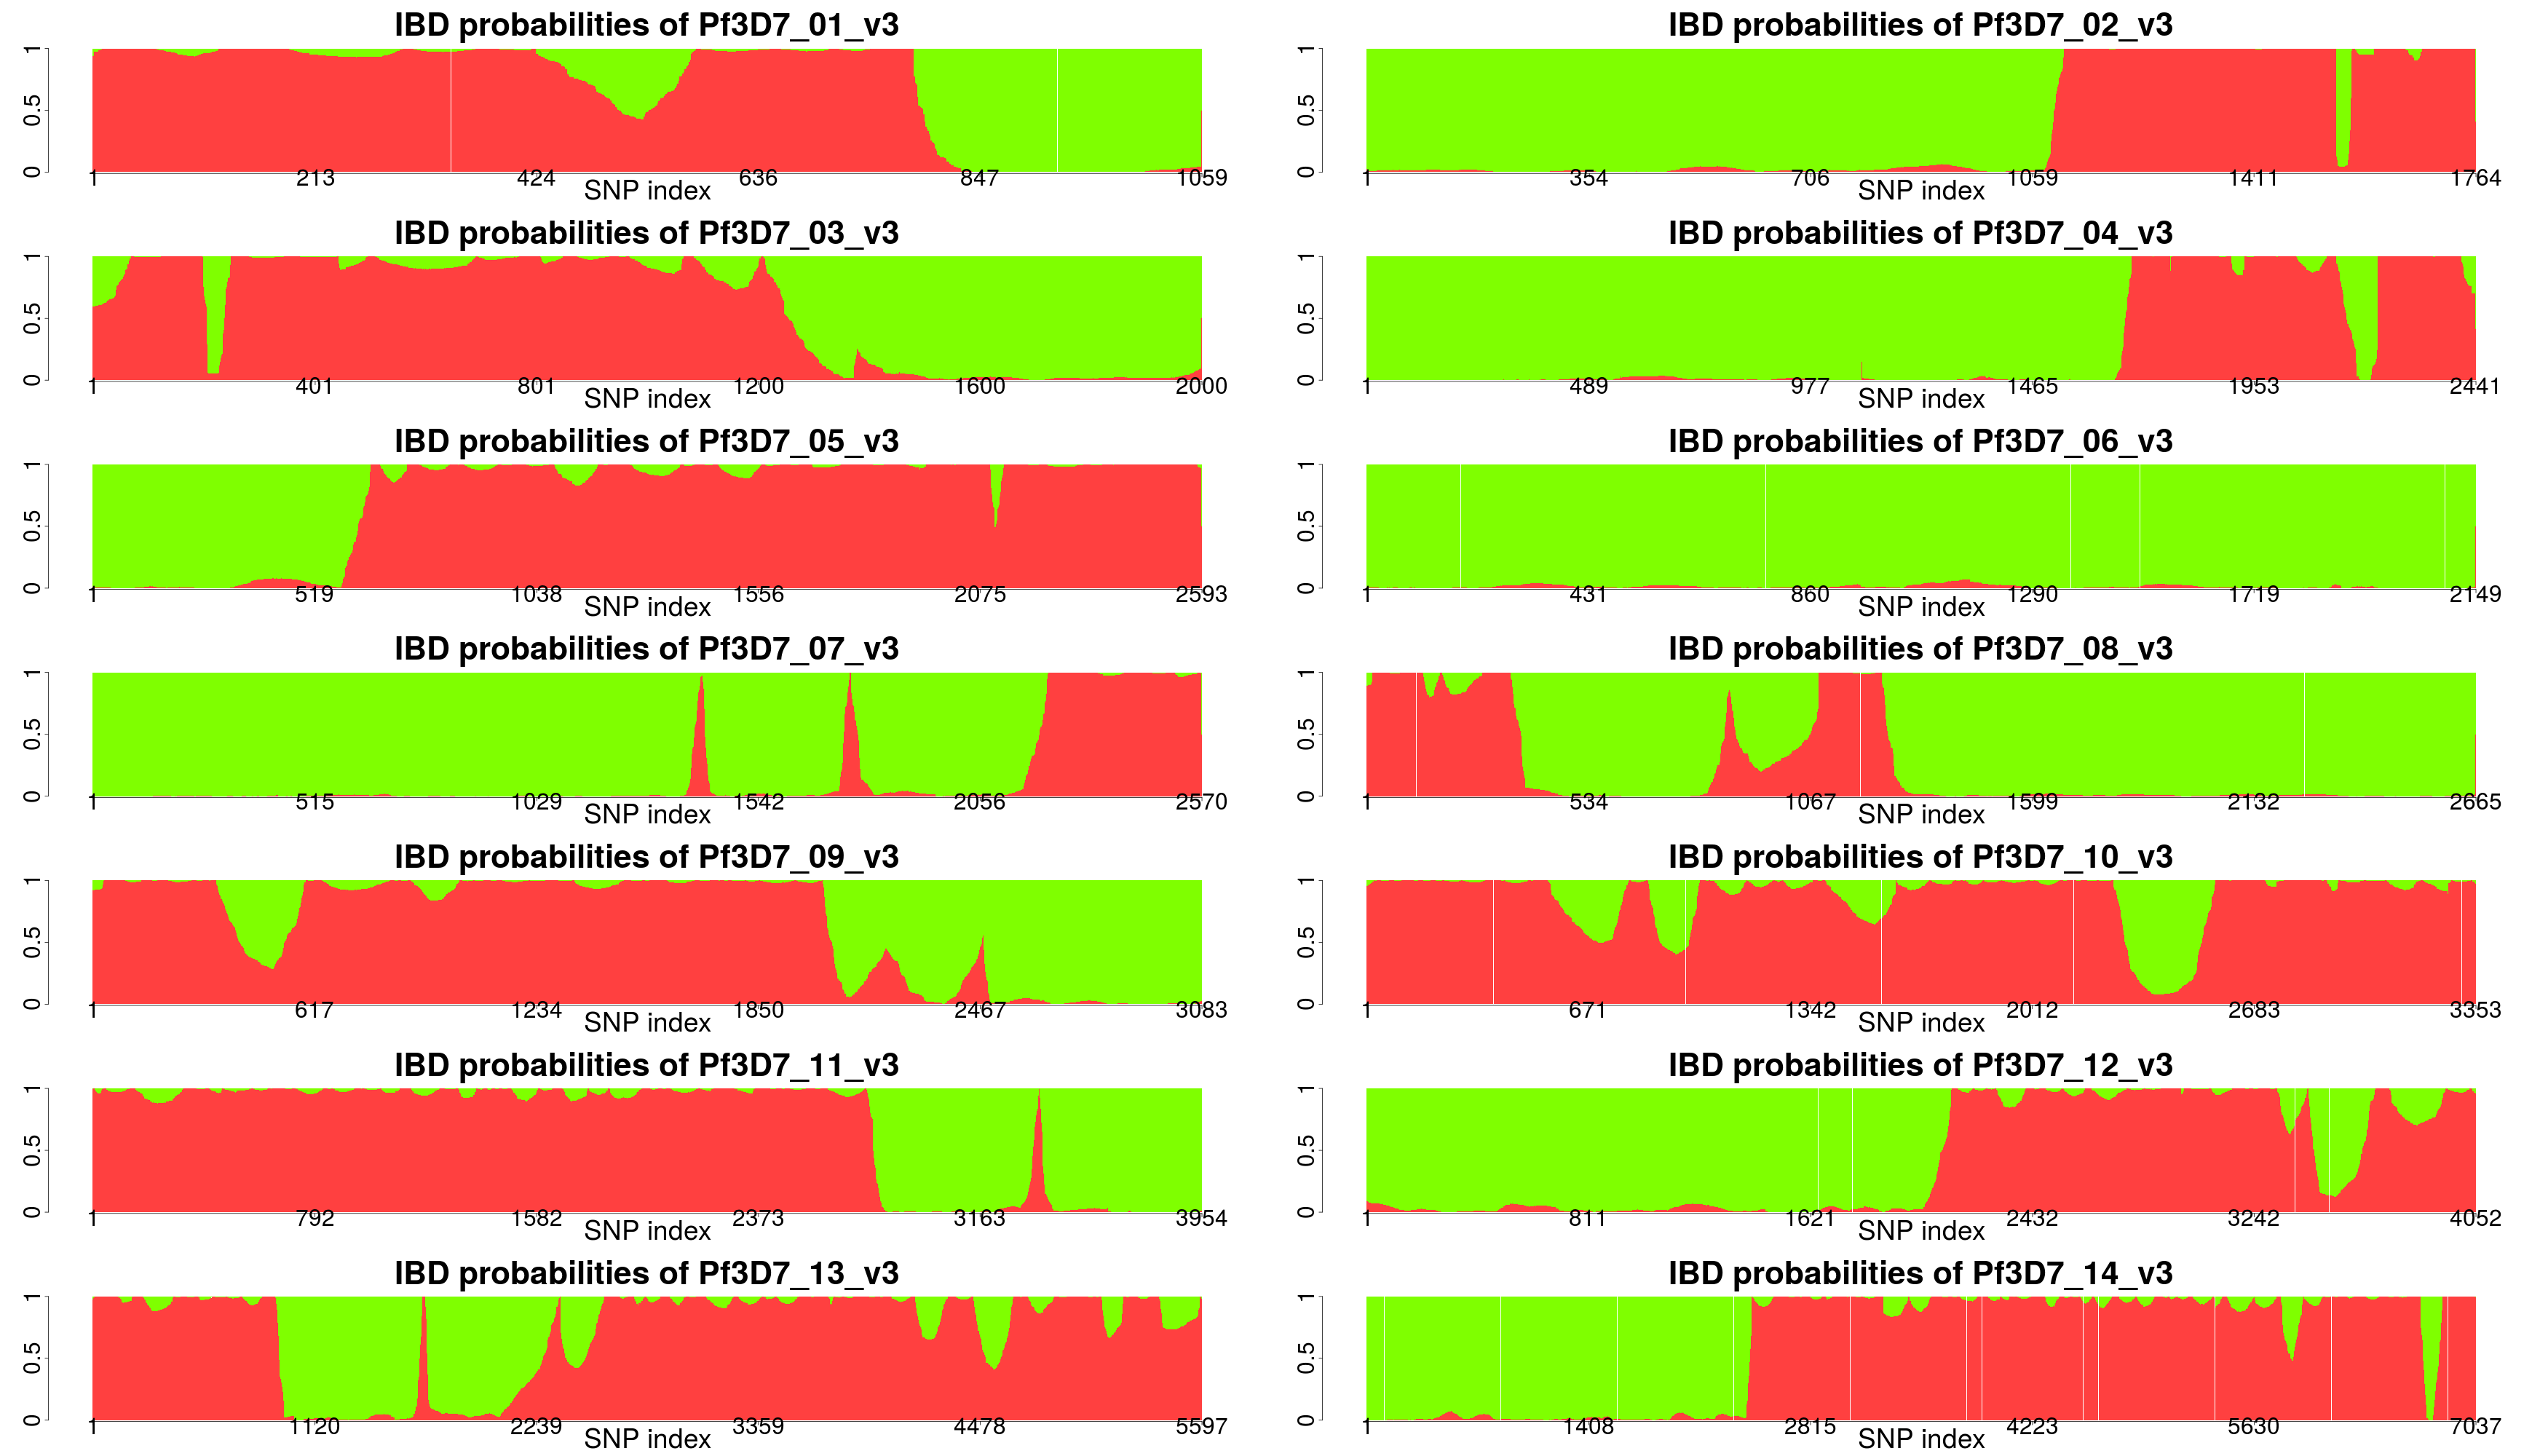 IBD probabilities of Pf3D7_01_v3
0 0.5 1
1 213 424 636 847 1059
SNP index
IBD probabilities of Pf3D7_02_v3
0 0.5 1
1 354 706 1059 1411 1764
SNP index
IBD probabilities of Pf3D7_03_v3
0 0.5 1
1 401 801 1200 1600 2000
SNP index
IBD probabilities of Pf3D7_04_v3
0 0.5 1
1 489 977 1465 1953 2441
SNP index
IBD probabilities of Pf3D7_05_v3
0 0.5 1
1 519 1038 1556 2075 2593
SNP index
IBD probabilities of Pf3D7_06_v3
0 0.5 1
1 431 860 1290 1719 2149
SNP index
IBD probabilities of Pf3D7_07_v3
0 0.5 1
1 515 1029 1542 2056 2570
SNP index
IBD probabilities of Pf3D7_08_v3
0 0.5 1
1 534 1067 1599 2132 2665
SNP index
IBD probabilities of Pf3D7_09_v3
0 0.5 1
1 617 1234 1850 2467 3083
SNP index
IBD probabilities of Pf3D7_10_v3
0 0.5 1
1 671 1342 2012 2683 3353
SNP index
IBD probabilities of Pf3D7_11_v3
0 0.5 1
1 792 1582 2373 3163 3954
SNP index
IBD probabilities of Pf3D7_12_v3
0 0.5 1
1 811 1621 2432 3242 4052
SNP index
IBD probabilities of Pf3D7_13_v3
0 0.5 1
1 1120 2239 3359 4478 5597
SNP index
IBD probabilities of Pf3D7_14_v3
0 0.5 1
1 1408 2815 4223 5630 7037
SNP index